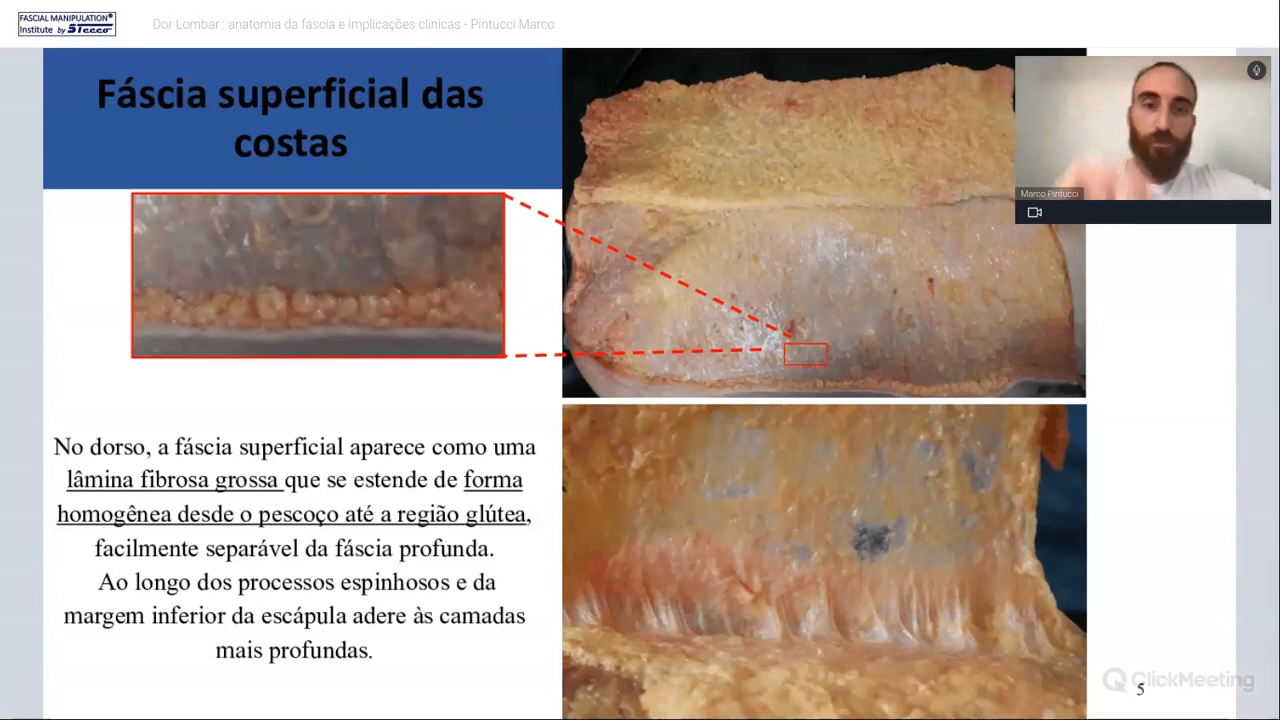 FASCIAL MANIPULATION®
Institute by Stecco
Dor Lombar : anatomia da fáscia e implicações clinicas - Pintucci Marco
Fáscia superficial das
costas
Marco Pintucci
No dorso, a fáscia superficial aparece como uma
lâmina fibrosa grossa que se estende de forma
homogênea desde o pescoço até a região glútea,
facilmente separável da fáscia profunda.
Ao longo dos processos espinhosos e da
margem inferior da escápula adere às camadas
mais profundas.
ClickMeeting
5